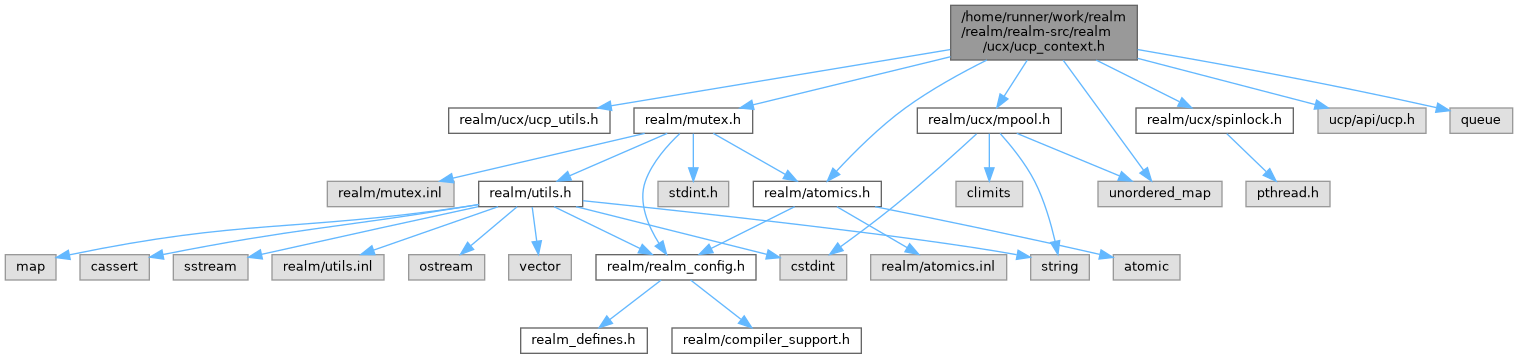 /home/runner/work/realm
/realm/realm-src/realm
/ucx/ucp_context.h
realm/ucx/ucp_utils.h
realm/mutex.h
realm/ucx/mpool.h
realm/ucx/spinlock.h
ucp/api/ucp.h
queue
realm/mutex.inl
realm/utils.h
stdint.h
realm/atomics.h
climits
unordered_map
pthread.h
map
cassert
sstream
realm/utils.inl
ostream
vector
realm/realm_config.h
cstdint
realm/atomics.inl
string
atomic
realm_defines.h
realm/compiler_support.h